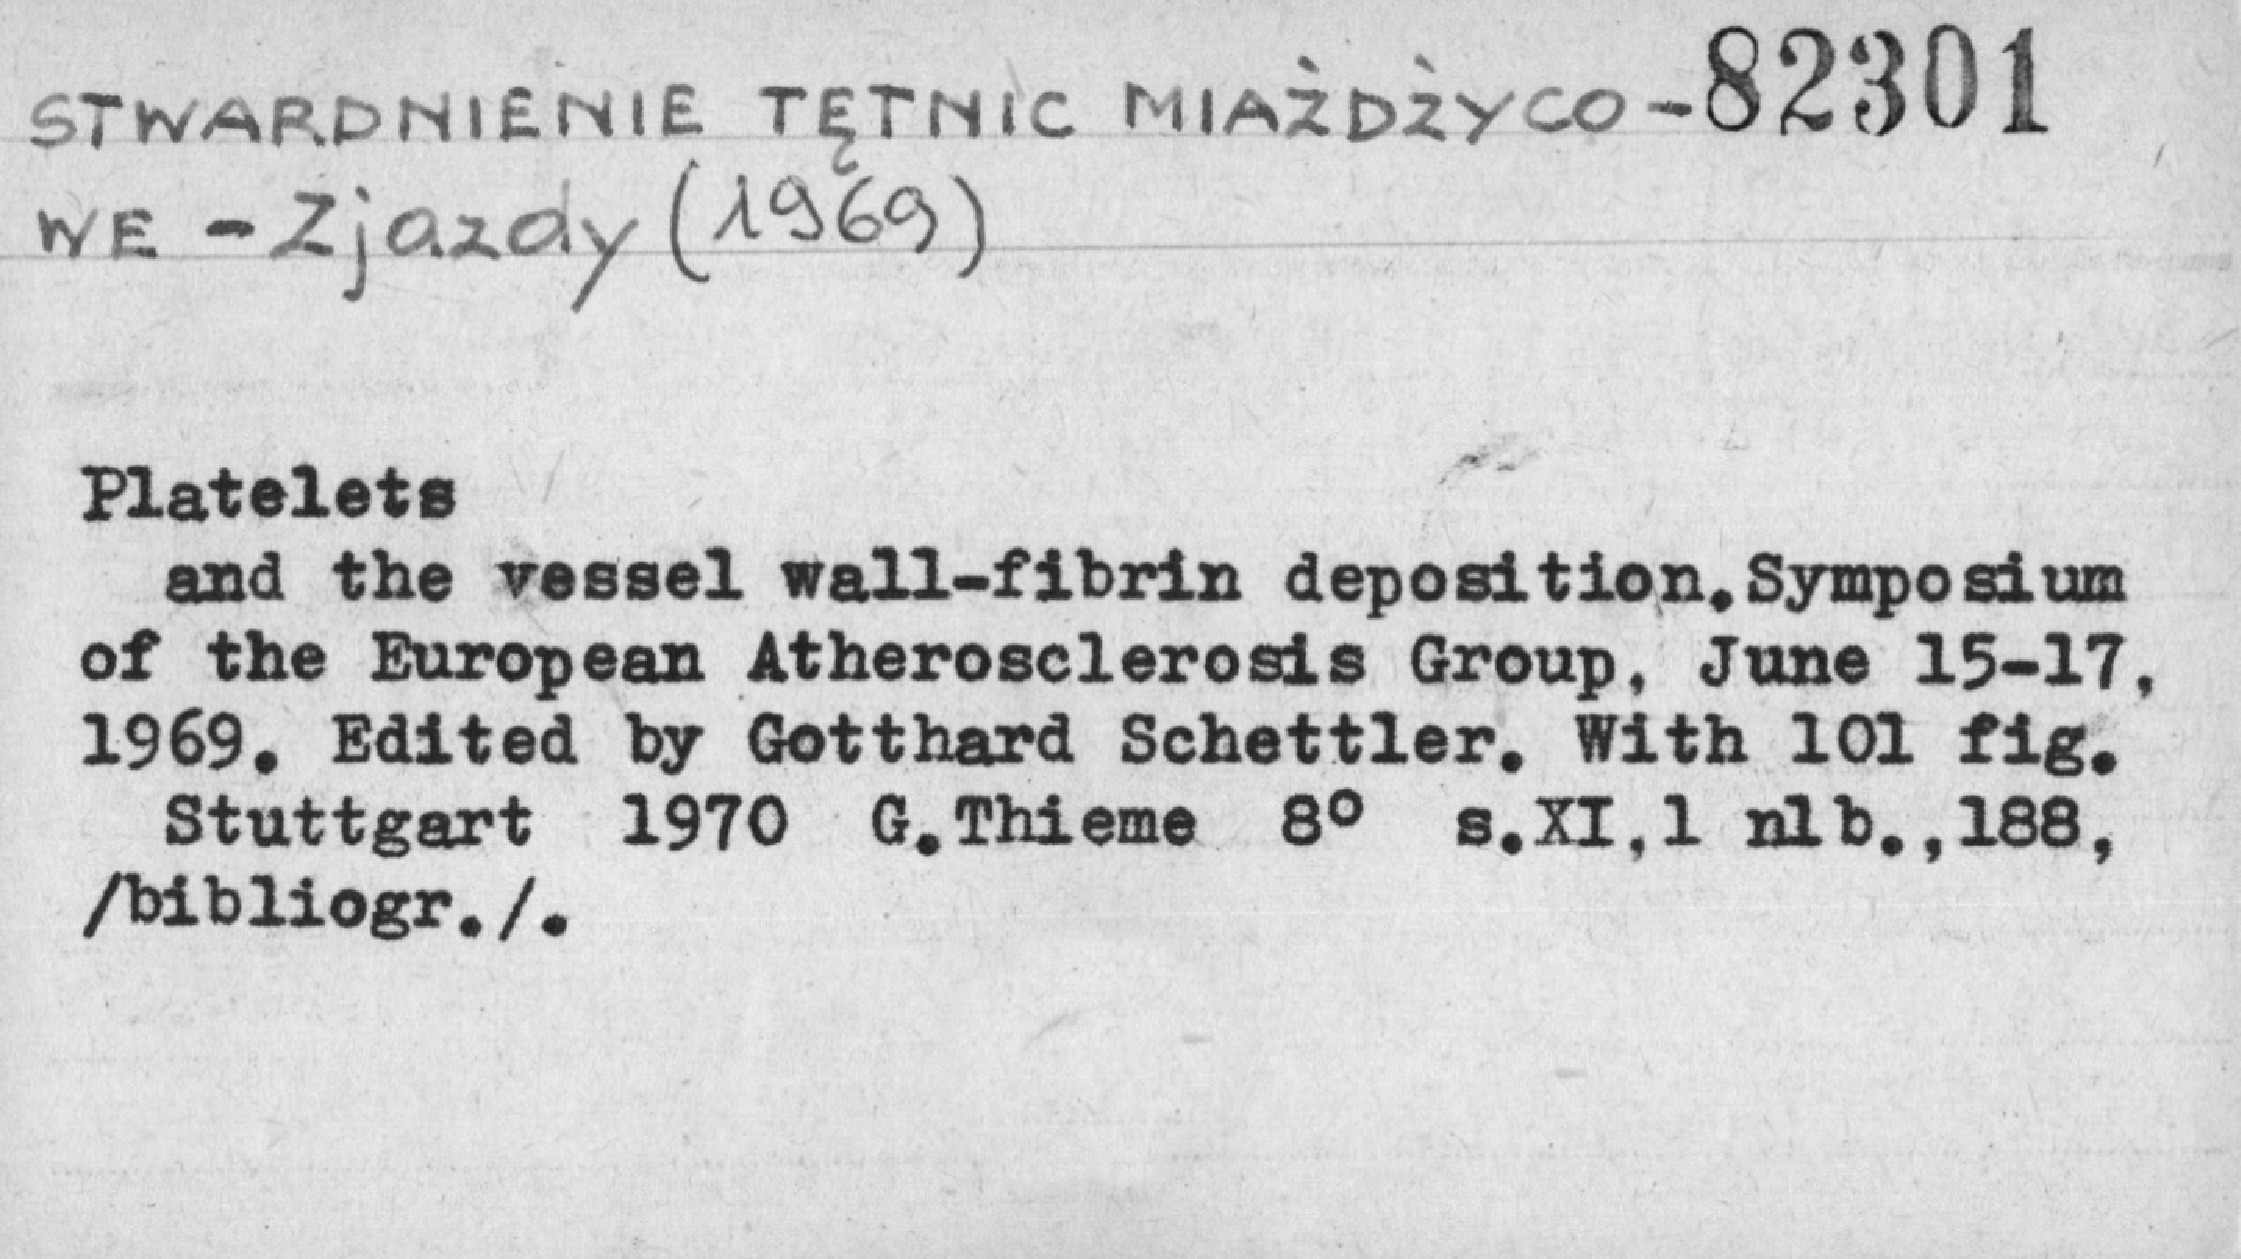 STWARDNIENIE TĘTNIC MIAŻDŻYCO-82301
WE - Zjazdy (1969)
Platelets
and the vessel wall-fibrin deposition.Symposium
of the European Atherosclerosis Group, June 15-17,
1969. Edited by Gotthard Schettler. With 101 fig.
Stuttgart 1970 G.Thieme 8° s.XI,1 nlb.,188,
/bibliogr./.